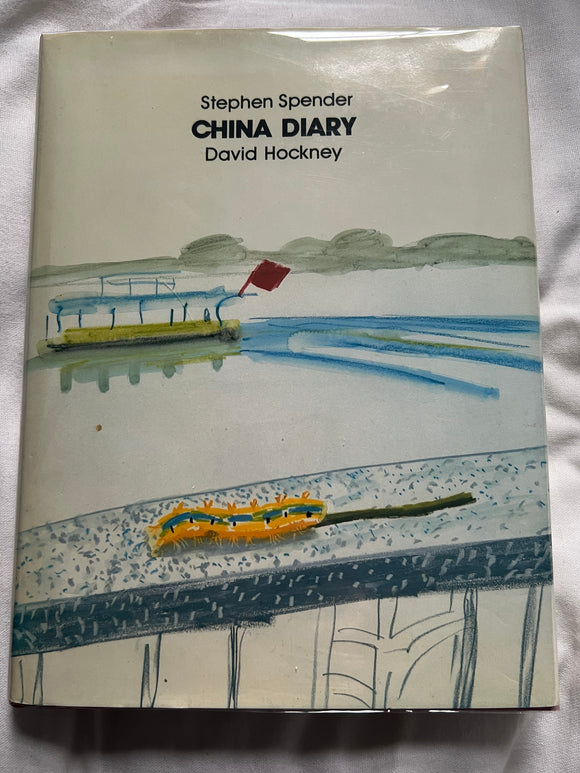 Stephen Spender
CHINA DIARY
David Hockney